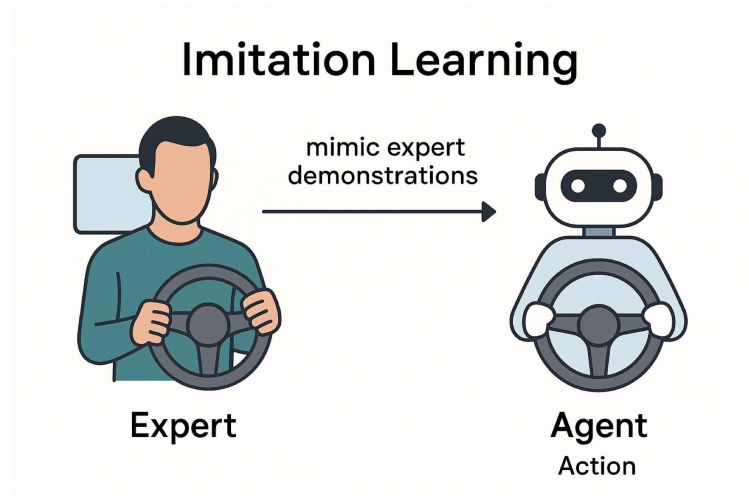 Imitation Learning
mimic expert
demonstrations
Expert
Agent
Action